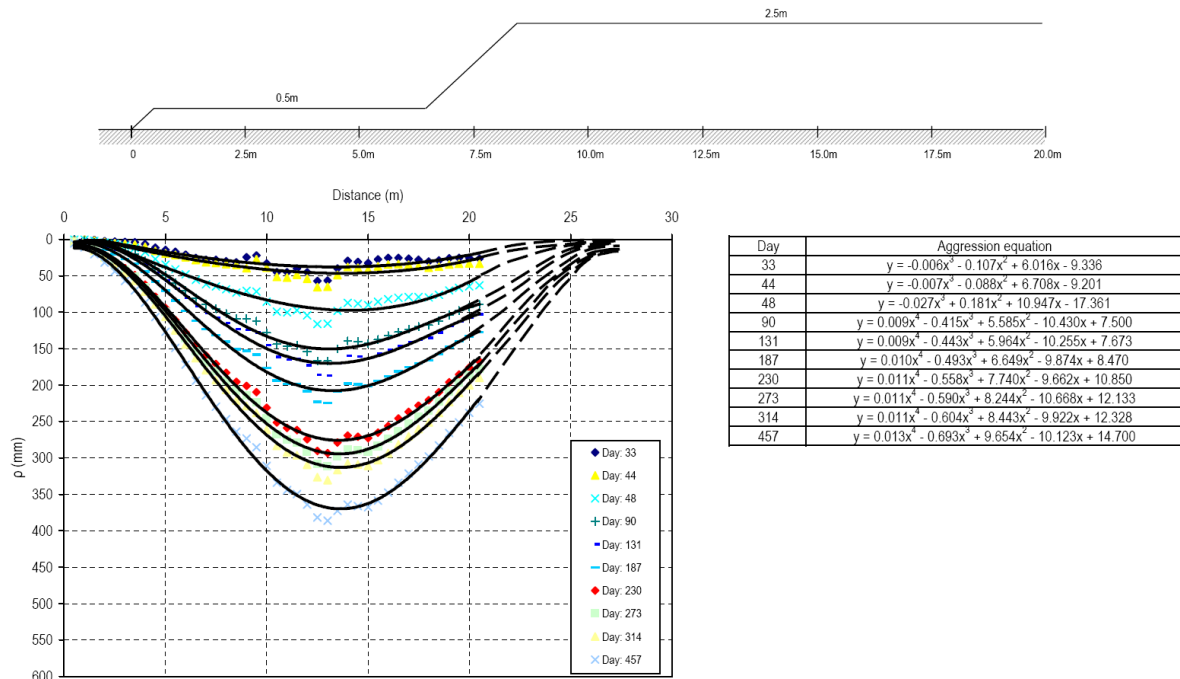 2.5m
0.5m
0 2.5m 5.0m 7.5m 10.0m 12.5m 15.0m 17.5m 20.0m
Distance (m)
0 5 10 15 20 25 30
0
50
100
150
200
250
300
350
400
450
500
550
600
ρ (mm)
Day: 33
Day: 44
Day: 48
Day: 90
Day: 131
Day: 187
Day: 230
Day: 273
Day: 314
Day: 457
Day Aggression equation
33 y = -0.006x³ - 0.107x² + 6.016x - 9.336
44 y = -0.007x³ - 0.088x² + 6.708x - 9.201
48 y = -0.027x³ + 0.181x² + 10.947x - 17.361
90 y = 0.009x⁴ - 0.415x³ + 5.585x² - 10.430x + 7.500
131 y = 0.009x⁴ - 0.443x³ + 5.964x² - 10.255x + 7.673
187 y = 0.010x⁴ - 0.493x³ + 6.649x² - 9.874x + 8.470
230 y = 0.011x⁴ - 0.558x³ + 7.740x² - 9.662x + 10.850
273 y = 0.011x⁴ - 0.590x³ + 8.244x² - 10.668x + 12.133
314 y = 0.011x⁴ - 0.604x³ + 8.443x² - 9.922x + 12.328
457 y = 0.013x⁴ - 0.693x³ + 9.654x² - 10.123x + 14.700